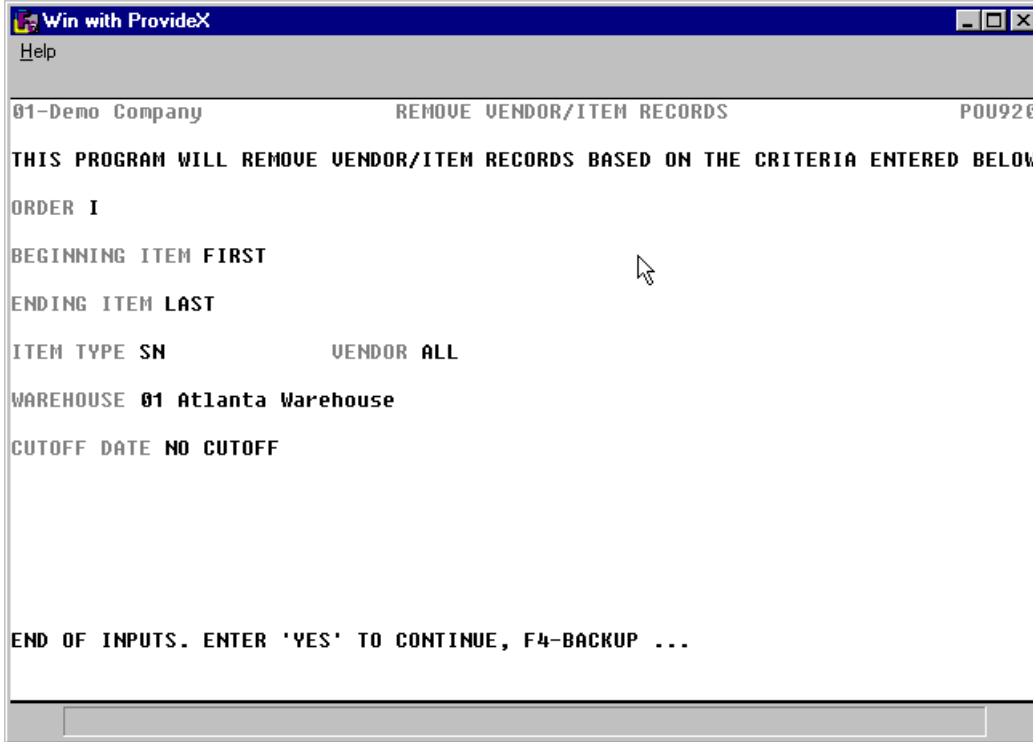 Win with ProvideX
Help
01-Demo Company REMOVE VENDOR/ITEM RECORDS POU920
THIS PROGRAM WILL REMOVE VENDOR/ITEM RECORDS BASED ON THE CRITERIA ENTERED BELOW
ORDER I
BEGINNING ITEM FIRST
ENDING ITEM LAST
ITEM TYPE SN VENDOR ALL
WAREHOUSE 01 Atlanta Warehouse
CUTOFF DATE NO CUTOFF
END OF INPUTS. ENTER 'YES' TO CONTINUE, F4-BACKUP ...